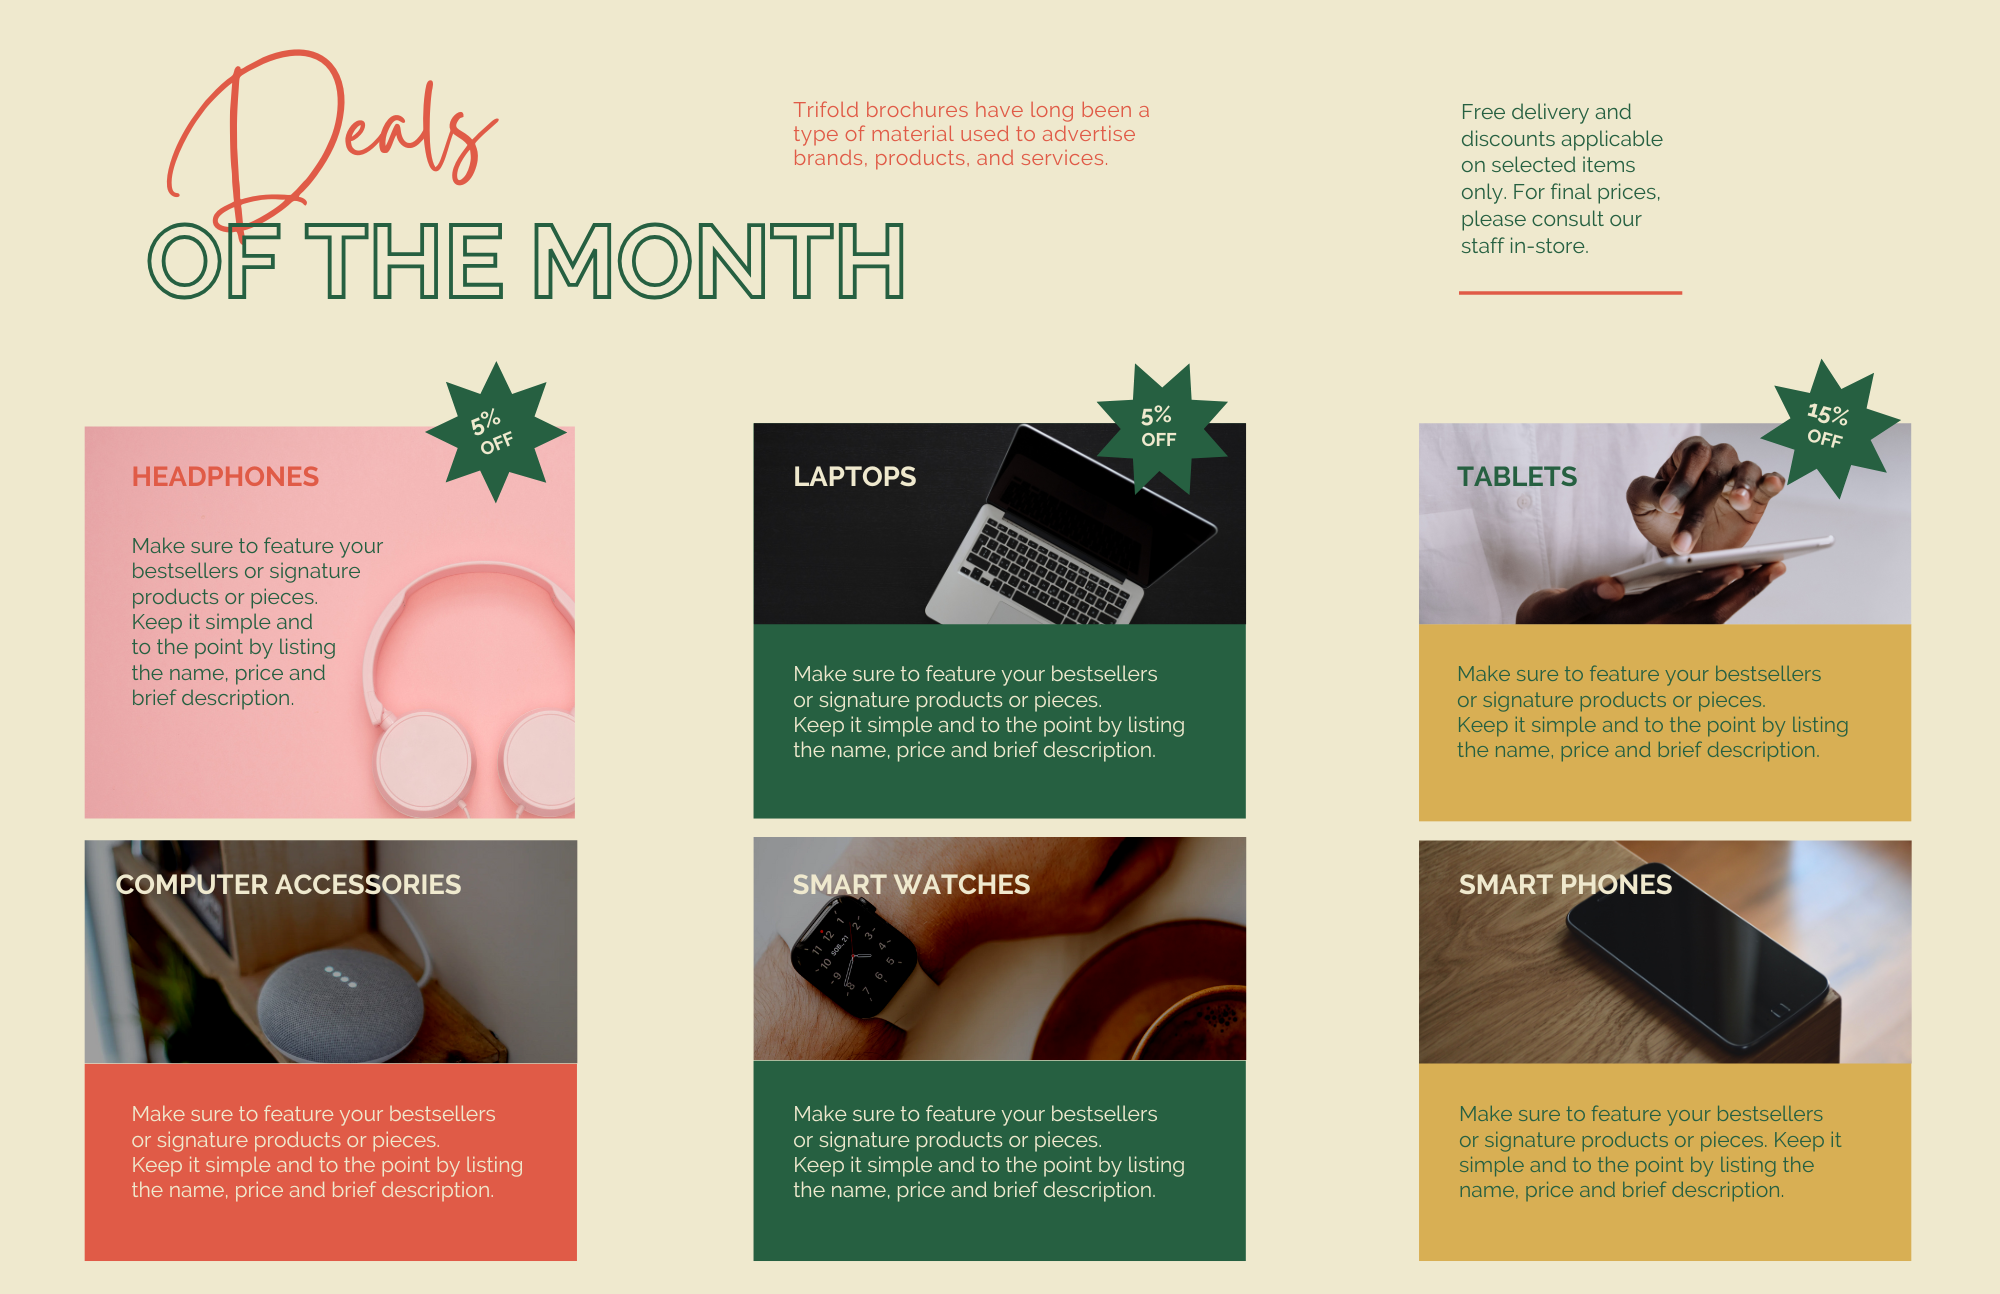 Deals
OF THE MONTH
Trifold brochures have long been a
type of material used to advertise
brands, products, and services.
Free delivery and
discounts applicable
on selected items
only. For final prices,
please consult our
staff in-store.
5%
OFF
HEADPHONES
Make sure to feature your
bestsellers or signature
products or pieces.
Keep it simple and
to the point by listing
the name, price and
brief description.
5%
OFF
LAPTOPS
Make sure to feature your bestsellers
or signature products or pieces.
Keep it simple and to the point by listing
the name, price and brief description.
15%
OFF
TABLETS
Make sure to feature your bestsellers
or signature products or pieces.
Keep it simple and to the point by listing
the name, price and brief description.
COMPUTER ACCESSORIES
Make sure to feature your bestsellers
or signature products or pieces.
Keep it simple and to the point by listing
the name, price and brief description.
SMART WATCHES
Make sure to feature your bestsellers
or signature products or pieces.
Keep it simple and to the point by listing
the name, price and brief description.
SMART PHONES
Make sure to feature your bestsellers
or signature products or pieces. Keep it
simple and to the point by listing the
name, price and brief description.